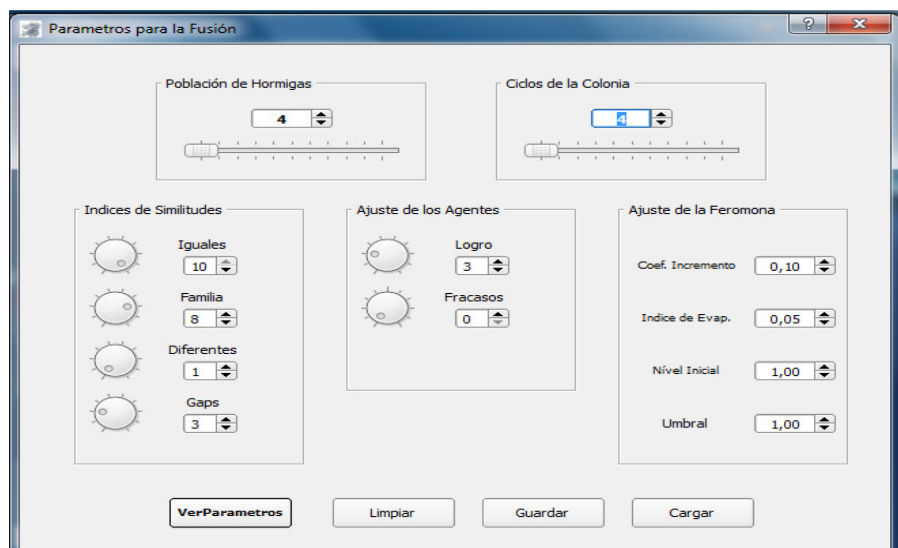 Parametros para la Fusión
Población de Hormigas
4
Ciclos de la Colonia
4
Indices de Similitudes
Iguales
10
Familia
8
Diferentes
1
Gaps
3
Ajuste de los Agentes
Logro
3
Fracasos
0
Ajuste de la Feromona
Coef. Incremento 0,10
Indice de Evap. 0,05
Nível Inicial 1,00
Umbral 1,00
VerParametros Limpiar Guardar Cargar